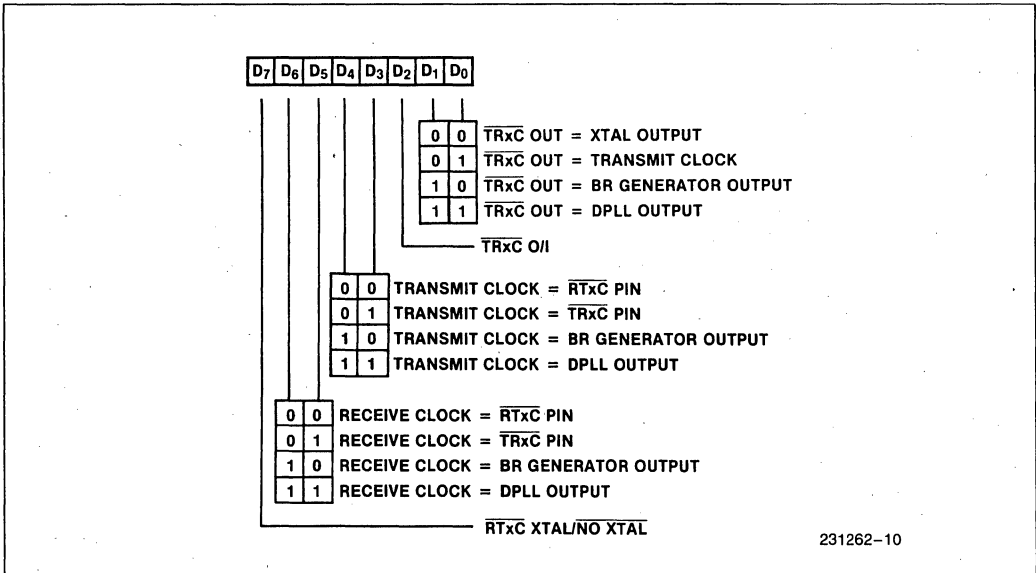 D7 D6 D5 D4 D3 D2 D1 D0
0 0 TRxC OUT = XTAL OUTPUT
0 1 TRxC OUT = TRANSMIT CLOCK
1 0 TRxC OUT = BR GENERATOR OUTPUT
1 1 TRxC OUT = DPLL OUTPUT
TRxC O/I
0 0 TRANSMIT CLOCK = RTxC PIN
0 1 TRANSMIT CLOCK = TRxC PIN
1 0 TRANSMIT CLOCK = BR GENERATOR OUTPUT
1 1 TRANSMIT CLOCK = DPLL OUTPUT
0 0 RECEIVE CLOCK = RTxC PIN
0 1 RECEIVE CLOCK = TRxC PIN
1 0 RECEIVE CLOCK = BR GENERATOR OUTPUT
1 1 RECEIVE CLOCK = DPLL OUTPUT
RTxC XTAL/NO XTAL
231262–10